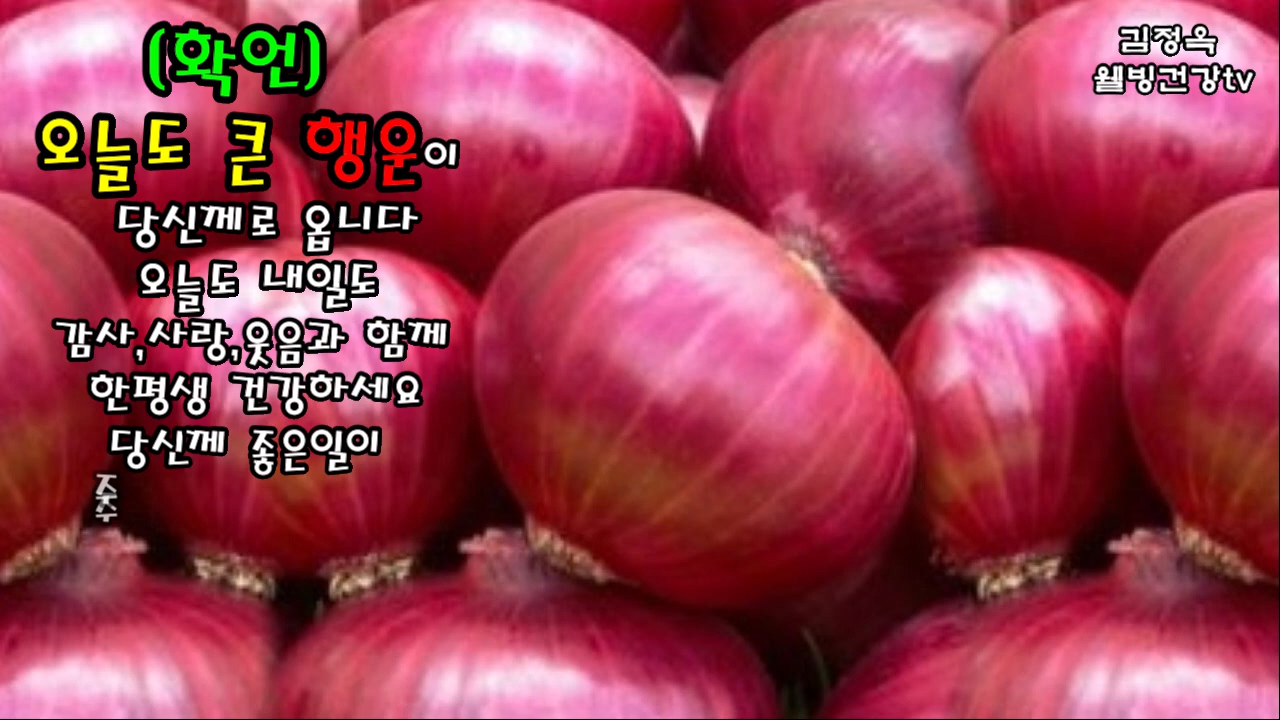 (확언)
오늘도 큰 행운이
당신께로 옵니다
오늘도 내일도
감사,사랑,웃음과 함께
한평생 건강하세요
당신께 좋은일이
김정옥
웰빙건강tv